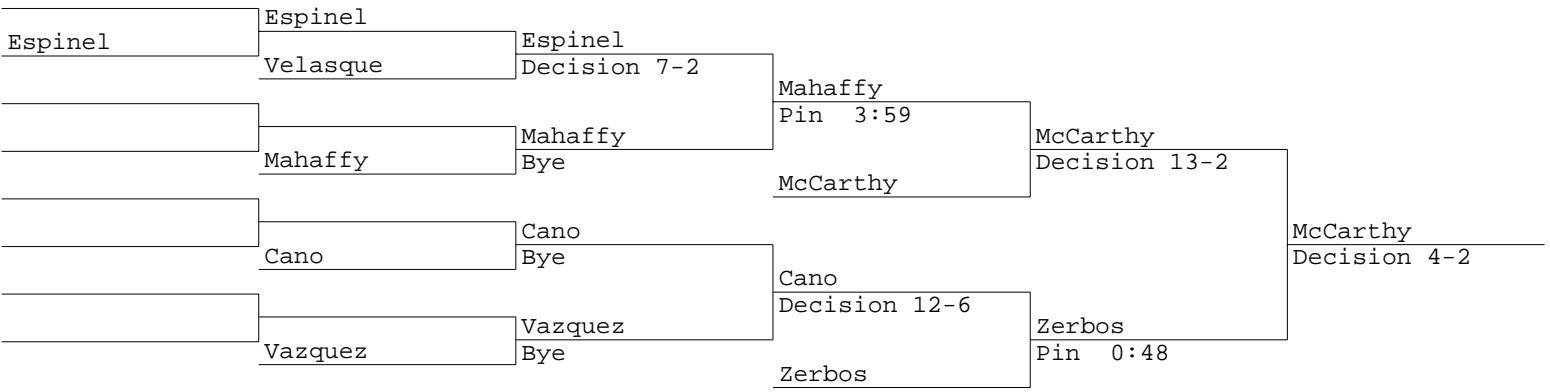 Espinel
Espinel
Velasque
Espinel
Decision 7-2
Mahaffy
Mahaffy
Bye
Mahaffy
Pin 3:59
McCarthy
McCarthy
Decision 13-2
Cano
Cano
Bye
Vazquez
Vazquez
Bye
Cano
Decision 12-6
Zerbos
Zerbos
Pin 0:48
McCarthy
Decision 4-2